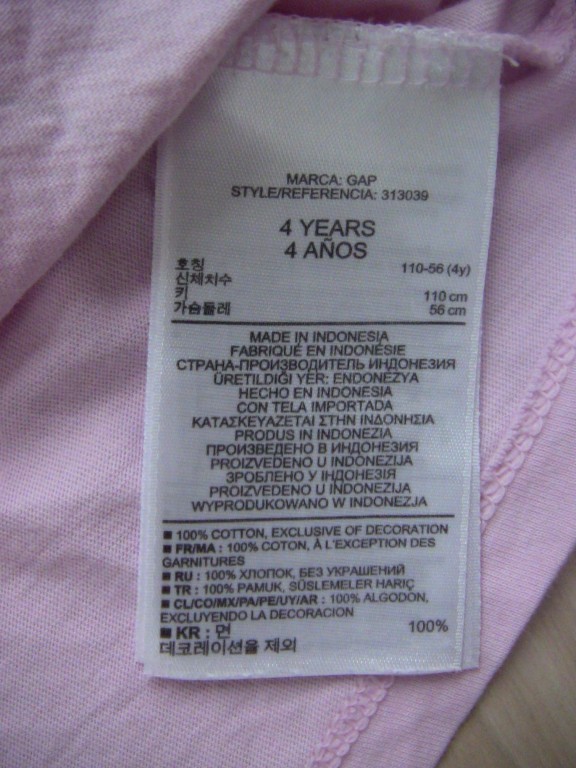 MARCA: GAP
STYLE/REFERENCIA: 313039
4 YEARS
4 AÑOS
호칭 110-56 (4y)
신체치수
키 110 cm
가슴둘레 56 cm
MADE IN INDONESIA
FABRIQUÉ EN INDONÉSIE
СТРАНА-ПРОИЗВОДИТЕЛЬ ИНДОНЕЗИЯ
ÜRETILDIĞI YER: ENDONEZYA
HECHO EN INDONESIA
CON TELA IMPORTADA
ΚΑΤΑΣΚΕΥΑΖΕΤΑΙ ΣΤΗΝ ΙΝΔΟΝΗΣΙΑ
PRODUS IN INDONEZIA
ПРОИЗВЕДЕНО В ИНДОНЕЗИЯ
PROIZVEDENO U INDONEZIJA
ЗРОБЛЕНО У ІНДОНЕЗІЯ
PROIZVEDENO U INDONEZIJA
WYPRODUKOWANO W INDONEZJA
■ 100% COTTON, EXCLUSIVE OF DECORATION
■ FR/MA : 100% COTON, À L'EXCEPTION DES
GARNITURES
■ RU : 100% ХЛОПОК, БЕЗ УКРАШЕНИЙ
■ TR : 100% PAMUK, SÜSLEMELER HARIÇ
■ CL/CO/MX/PA/PE/UY/AR : 100% ALGODÓN,
EXCLUYENDO LA DECORACION
■ KR : 면 100%
데코레이션을 제외